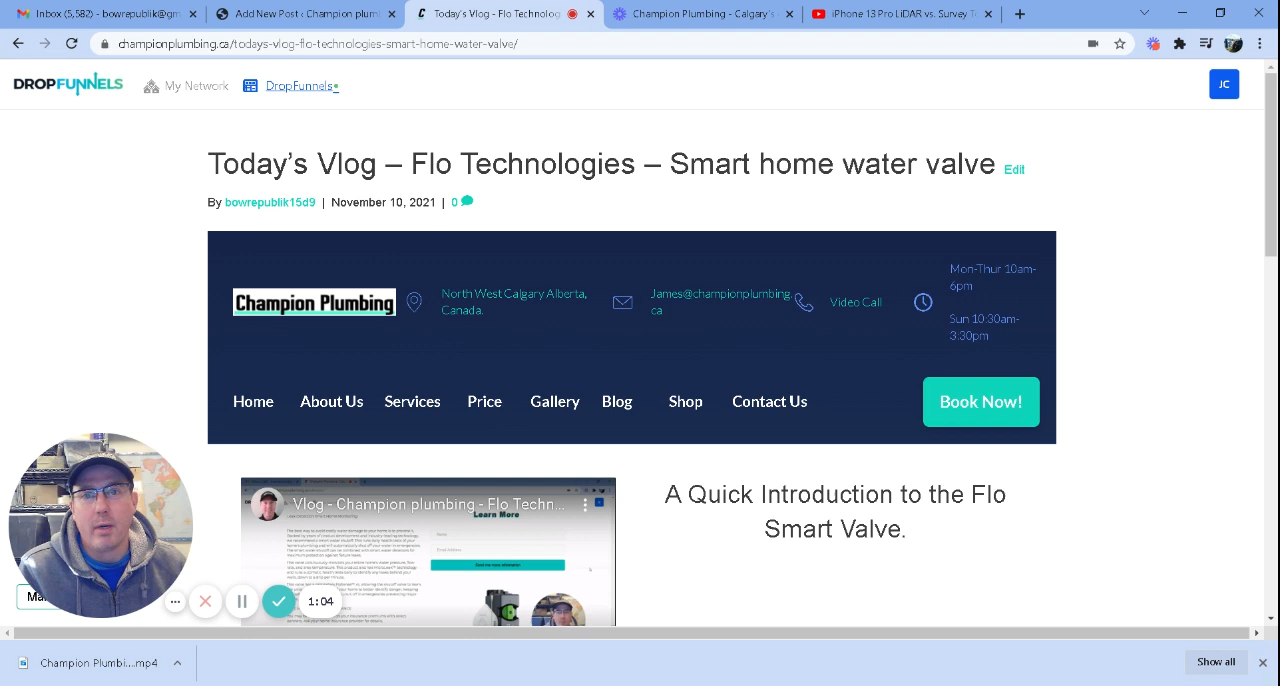 Inbox (5,582) - bowrepublik@gm
Add New Post - plumbi
Today's Vlog - Flo Technolo
Champion Plumbing - Calgary's
iPhone 13 Pro LiDAR vs. Survey T
championplumbing.ca/todays-vlog-flo-technologies-smart-home-water-valve/
DROPFUNNELS
My Network
DropFunnels
JC
Today's Vlog – Flo Technologies – Smart home water valve Edit
By bowrepublik15d9 | November 10, 2021 | 0
Champion Plumbing
North West Calgary Alberta,
Canada.
James@championplumbing.
ca
Video Call
Mon-Thur 10am-
6pm
Sun 10:30am-
3:30pm
Home About Us Services Price Gallery Blog Shop Contact Us Book Now!
Vlog - Champion plumbing - Flo Techn...
Learn More
A Quick Introduction to the Flo
Smart Valve.
Ma
1:04
Champion Plumbi....mp4
Show all